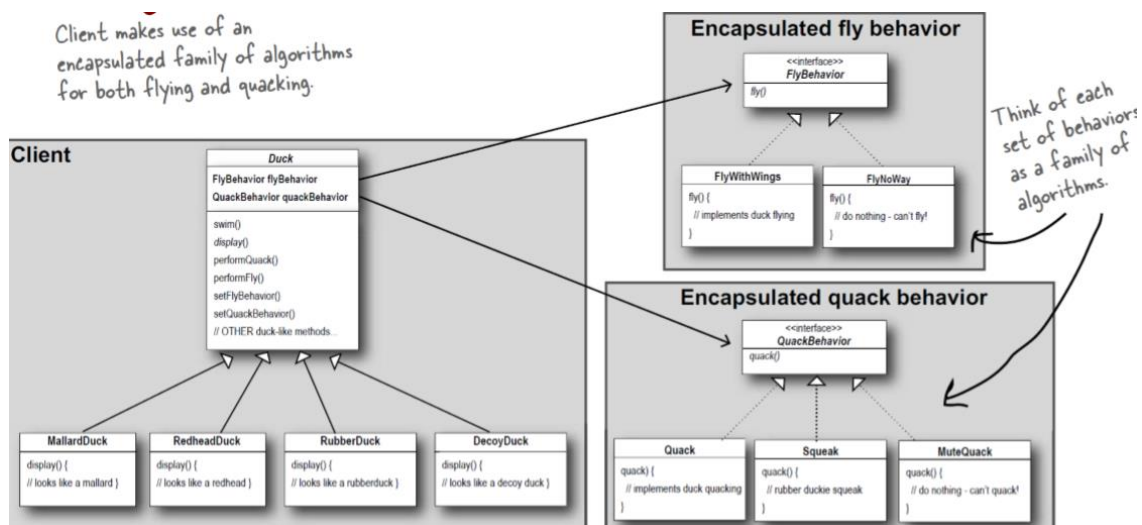 Client makes use of an
encapsulated family of algorithms
for both flying and quacking.
Encapsulated fly behavior
<<interface>>
FlyBehavior
fly()
FlyWithWings
fly() {
// implements duck flying
}
FlyNoWay
fly() {
// do nothing - can't fly!
}
Think of each
set of behaviors
as a family of
algorithms.
Client
Duck
FlyBehavior flyBehavior
QuackBehavior quackBehavior
swim()
display()
performQuack()
performFly()
setFlyBehavior()
setQuackBehavior()
// OTHER duck-like methods...
MallardDuck
display() {
// looks like a mallard }
RedheadDuck
display() {
// looks like a redhead }
RubberDuck
display() {
// looks like a rubberduck }
DecoyDuck
display() {
// looks like a decoy duck }
Encapsulated quack behavior
<<interface>>
QuackBehavior
quack()
Quack
quack) {
// implements duck quacking
}
Squeak
quack() {
// rubber duckie squeak
}
MuteQuack
quack() {
// do nothing - can't quack!
}